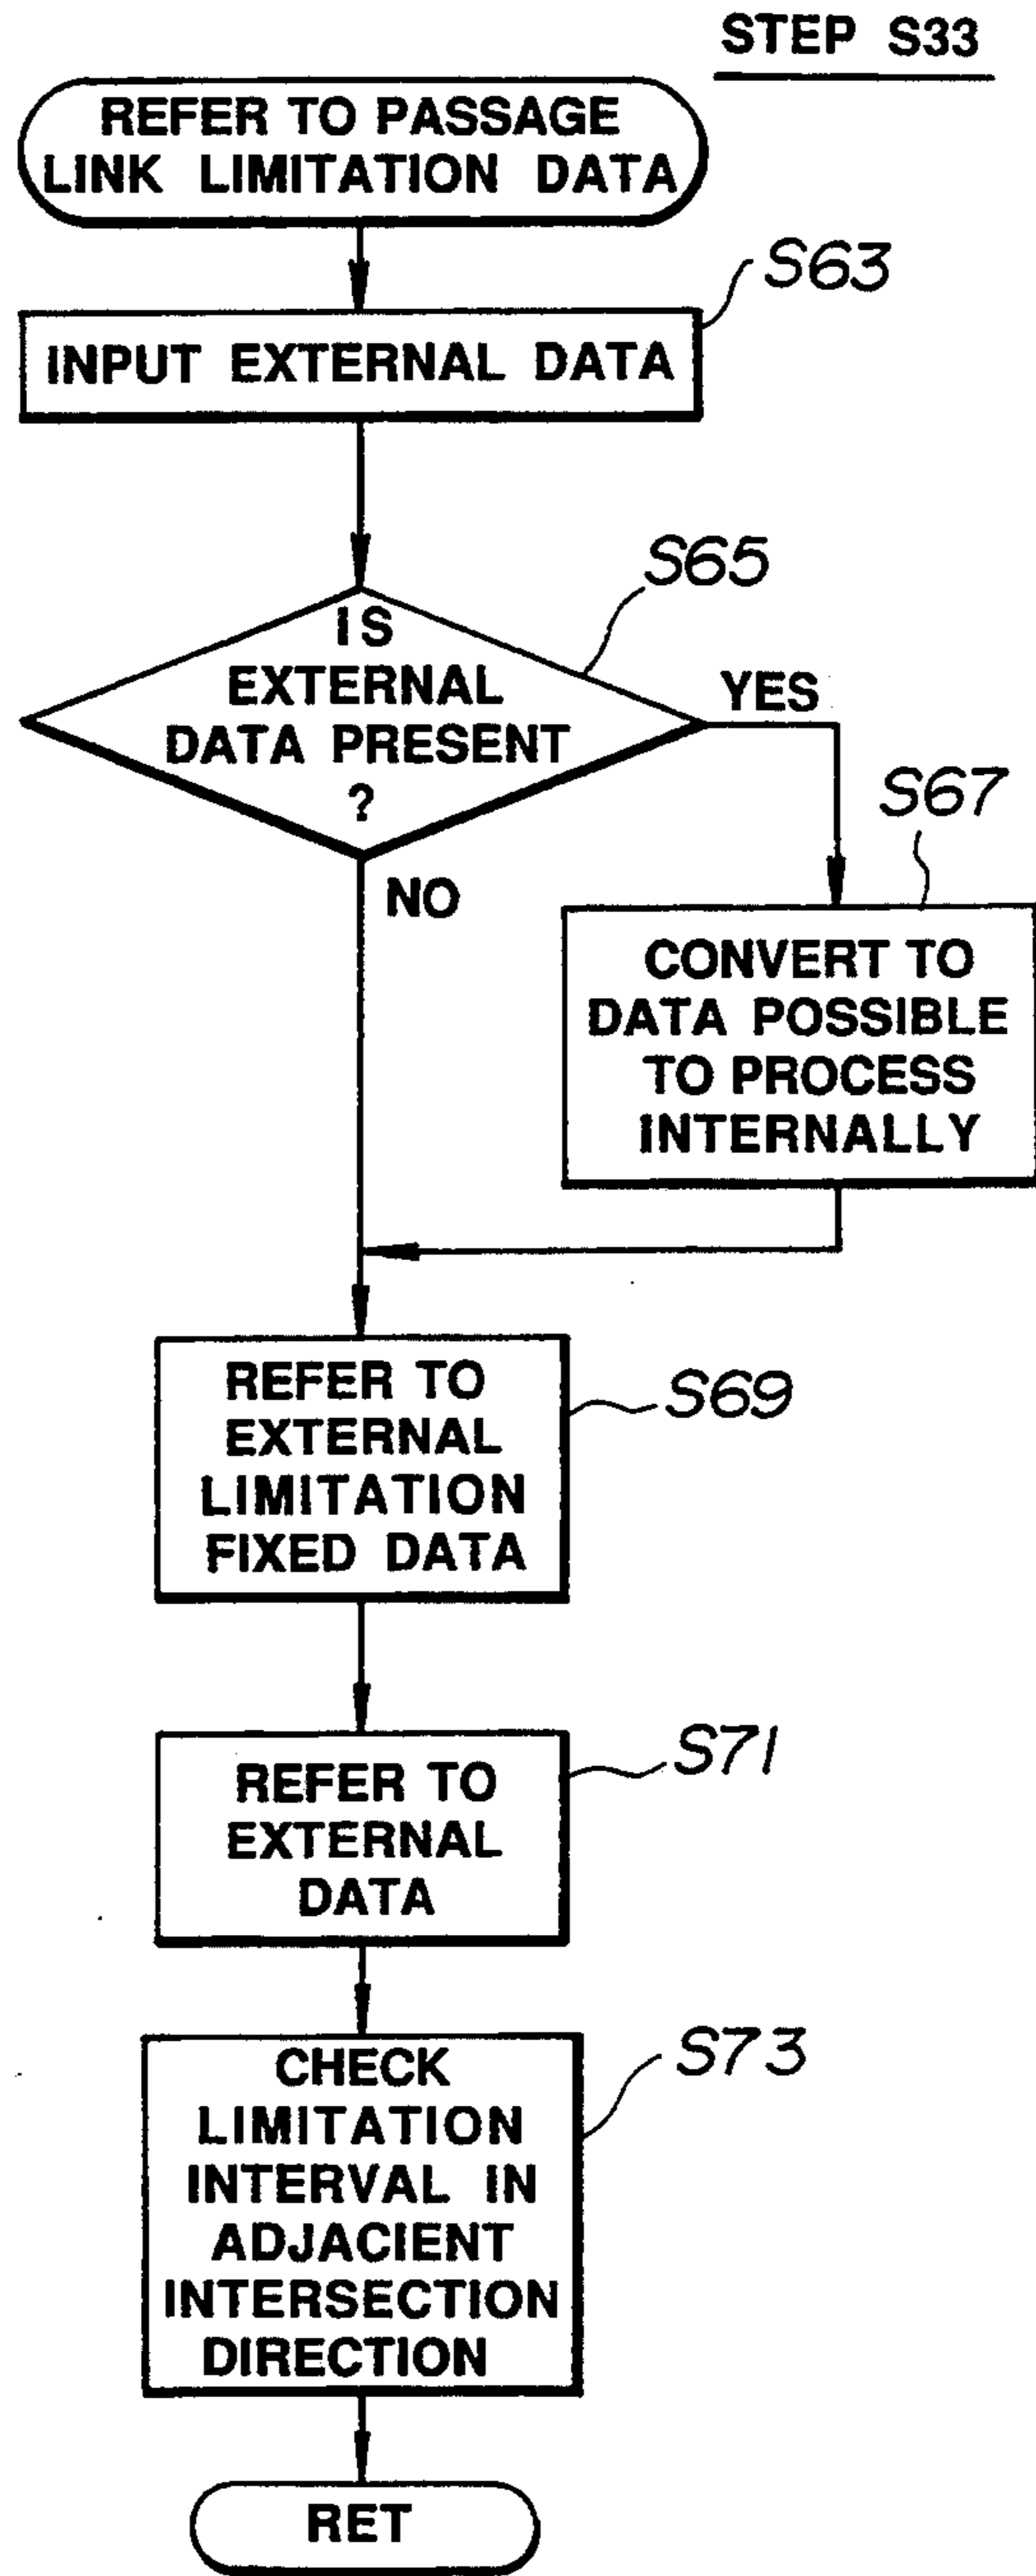 STEP S33
REFER TO PASSAGE
LINK LIMITATION DATA
S63
INPUT EXTERNAL DATA
S65
IS
EXTERNAL
DATA PRESENT
?
YES
NO
S67
CONVERT TO
DATA POSSIBLE
TO PROCESS
INTERNALLY
REFER TO
EXTERNAL
LIMITATION
FIXED DATA
S69
REFER TO
EXTERNAL
DATA
S71
CHECK
LIMITATION
INTERVAL IN
ADJACIENT
INTERSECTION
DIRECTION
S73
RET